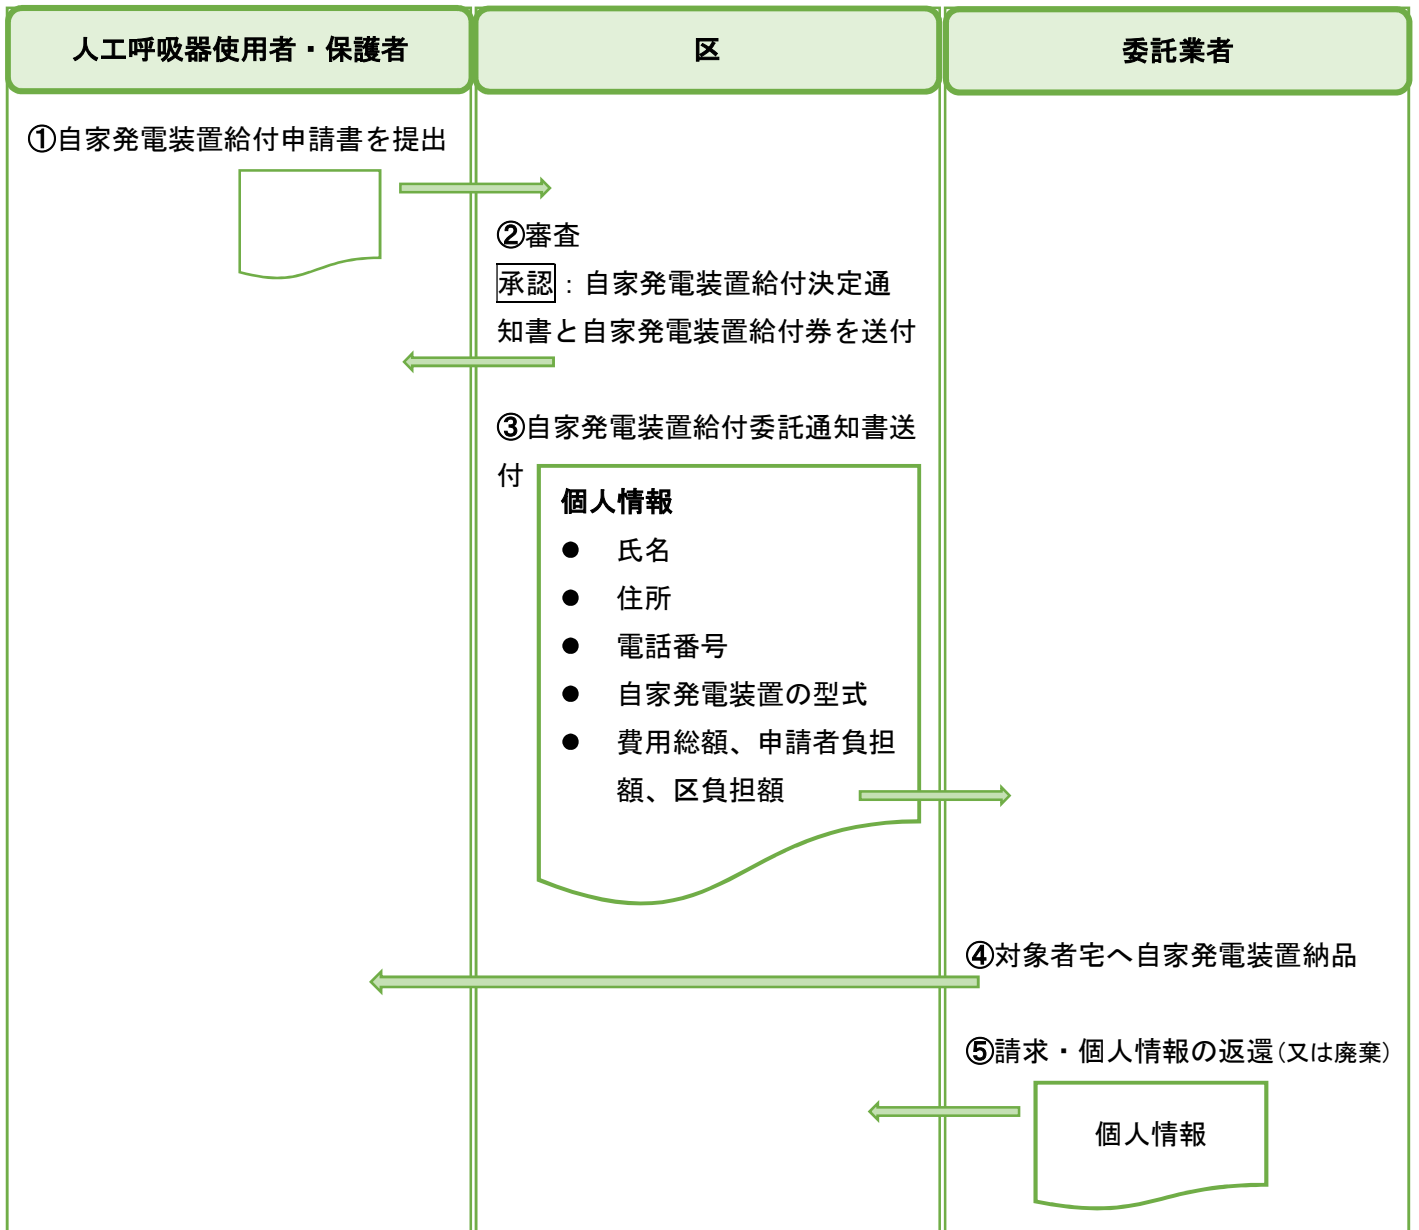 人工呼吸器使用者・保護者
区
委託業者
①自家発電装置給付申請書を提出
②審査
承認：自家発電装置給付決定通
知書と自家発電装置給付券を送付
③自家発電装置給付委託通知書送
付
個人情報
● 氏名
● 住所
● 電話番号
● 自家発電装置の型式
● 費用総額、申請者負担
額、区負担額
④対象者宅へ自家発電装置納品
⑤請求・個人情報の返還（又は廃棄）
個人情報